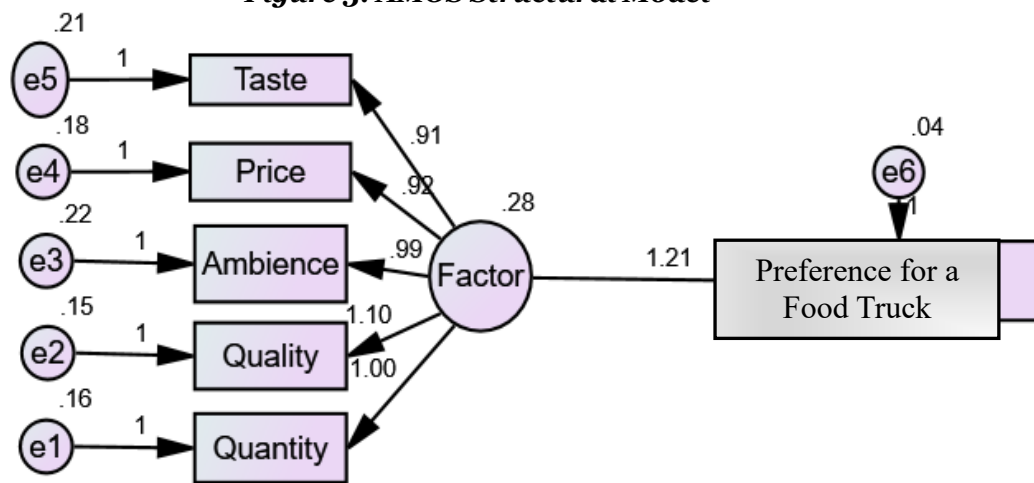 Figure 3. AMOS Structural Model
.21
e5
1
Taste
.91
.18
e4
1
Price
.92
.22
e3
1
Ambience
.99
.15
e2
1
Quality
1.10
.16
e1
1
Quantity
1.00
.28
Factor
1.21
.04
e6
1
Preference for a
Food Truck